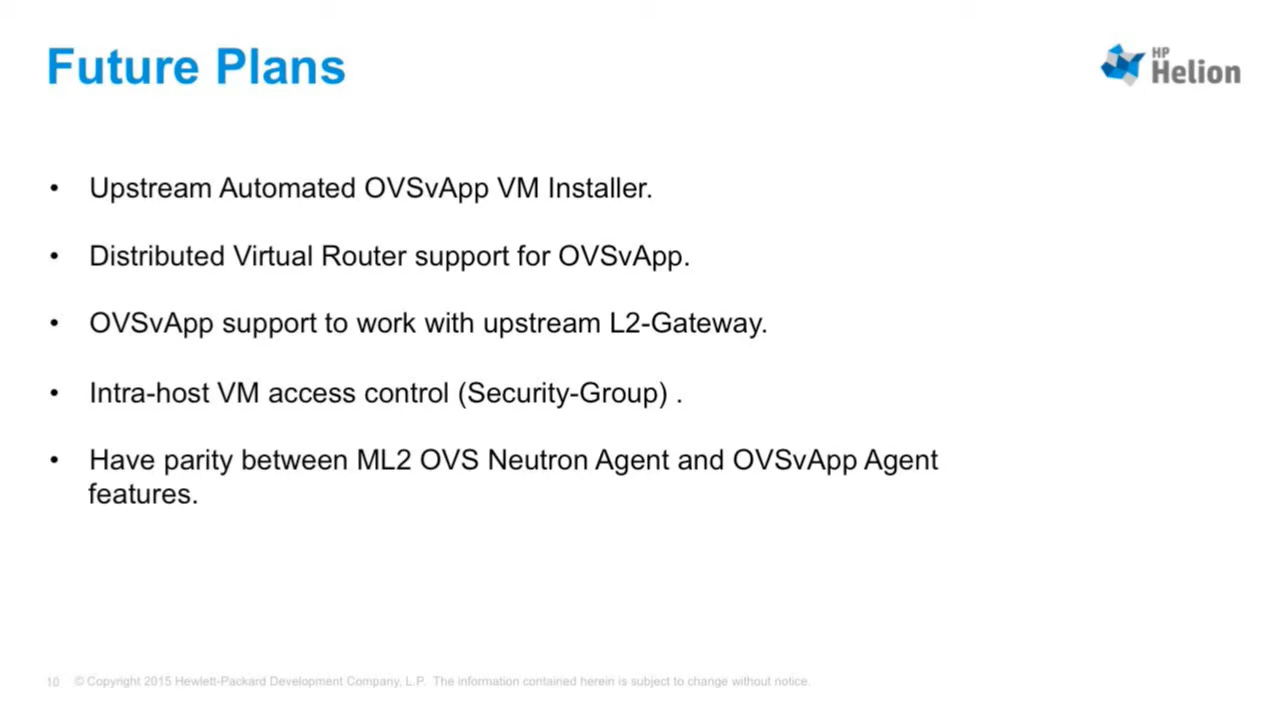 Future Plans
HP
Helion
• Upstream Automated OVSvApp VM Installer.
• Distributed Virtual Router support for OVSvApp.
• OVSvApp support to work with upstream L2-Gateway.
• Intra-host VM access control (Security-Group) .
• Have parity between ML2 OVS Neutron Agent and OVSvApp Agent
features.
10 © Copyright 2015 Hewlett-Packard Development Company, L.P. The information contained herein is subject to change without notice.